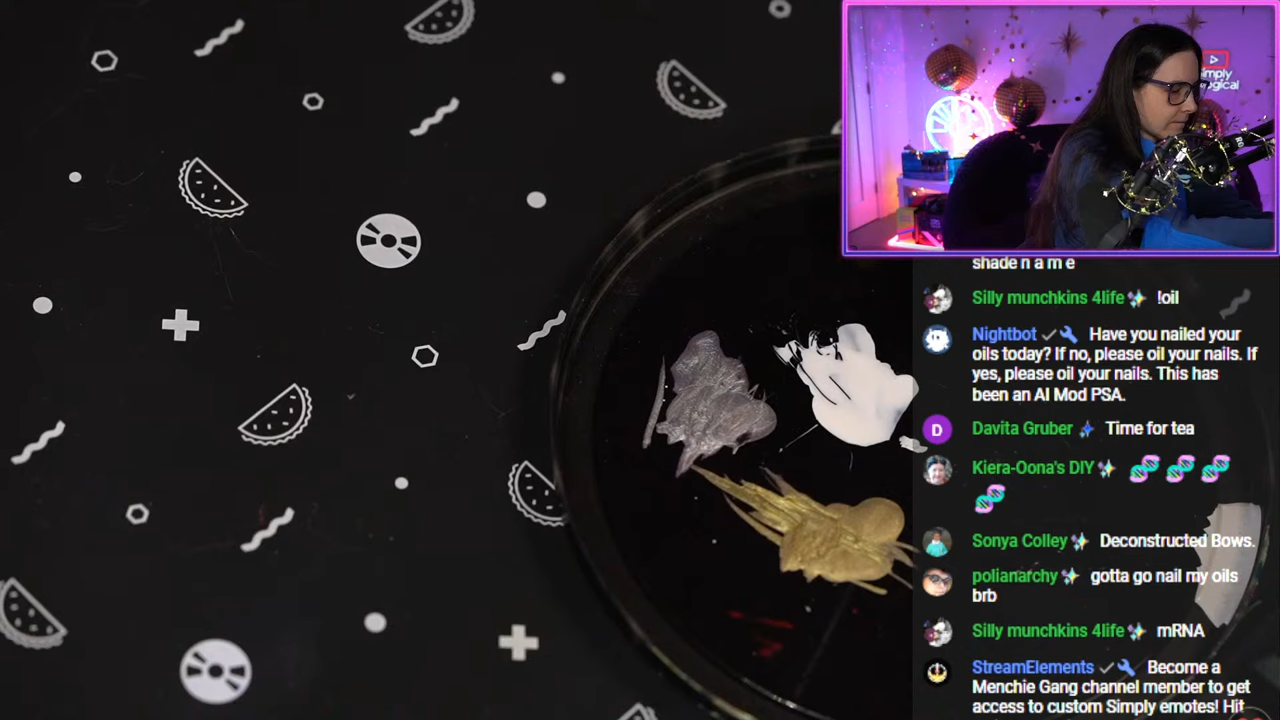 imply
ogical
shade n a m e
Silly munchkins 4life !oil
Nightbot Have you nailed your
oils today? If no, please oil your nails. If
yes, please oil your nails. This has
been an AI Mod PSA.
Davita Gruber Time for tea
Kiera-Oona's DIY
Sonya Colley Deconstructed Bows.
polianarchy gotta go nail my oils
brb
Silly munchkins 4life mRNA
StreamElements Become a
Menchie Gang channel member to get
access to custom Simply emotes! Hit